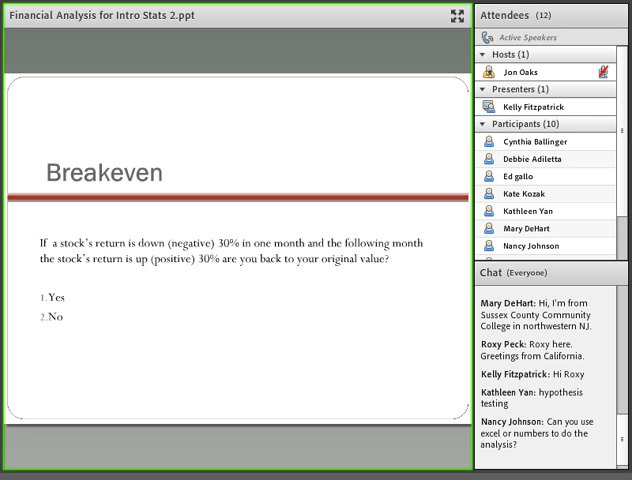 Financial Analysis for Intro Stats 2.ppt
Breakeven
If a stock's return is down (negative) 30% in one month and the following month
the stock's return is up (positive) 30% are you back to your original value?
1.Yes
2.No
Attendees (12)
Active Speakers
Hosts (1)
Jon Oaks
Presenters (1)
Kelly Fitzpatrick
Participants (10)
Cynthia Ballinger
Debbie Adiletta
Ed gallo
Kate Kozak
Kathleen Yan
Mary DeHart
Nancy Johnson
Chat (Everyone)
Mary DeHart: Hi, I'm from
Sussex County Community
College in northwestern NJ.
Roxy Peck: Roxy here.
Greetings from California.
Kelly Fitzpatrick: Hi Roxy
Kathleen Yan: hypothesis
testing
Nancy Johnson: Can you use
excel or numbers to do the
analysis?